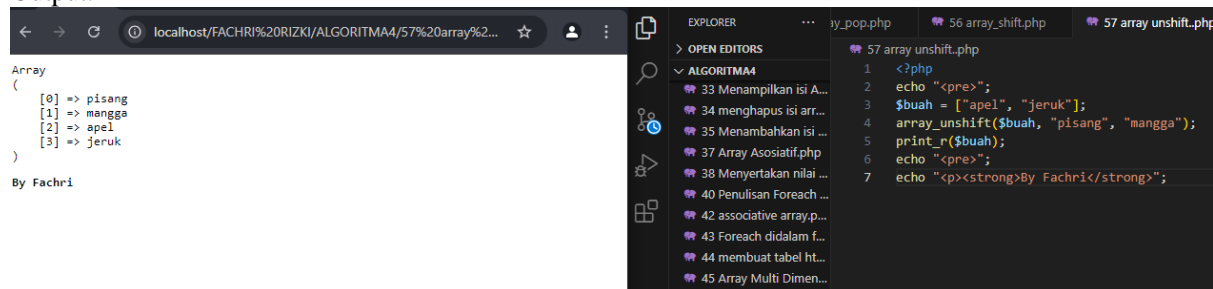 Output:
localhost/FACHRI%20RIZKI/ALGORITMA4/57%20array%2...
Array
(
[0] => pisang
[1] => mangga
[2] => apel
[3] => jeruk
)
By Fachri
EXPLORER
...
> OPEN EDITORS
ALGORITMA4
33 Menampilkan isi A...
34 menghapus isi arr...
35 Menambahkan isi ...
37 Array Asosiatif.php
38 Menyertakan nilai ...
40 Penulisan Foreach ...
42 associative array.p...
43 Foreach didalam f...
44 membuat tabel ht...
45 Array Multi Dimen...
ay_pop.php
56 array_shift.php
57 array unshift..php
57 array unshift..php
1 <?php
2 echo "<pre>";
3 $buah = ["apel", "jeruk"];
4 array_unshift($buah, "pisang", "mangga");
5 print_r($buah);
6 echo "<pre>";
7 echo "<p><strong>By Fachri</strong>";